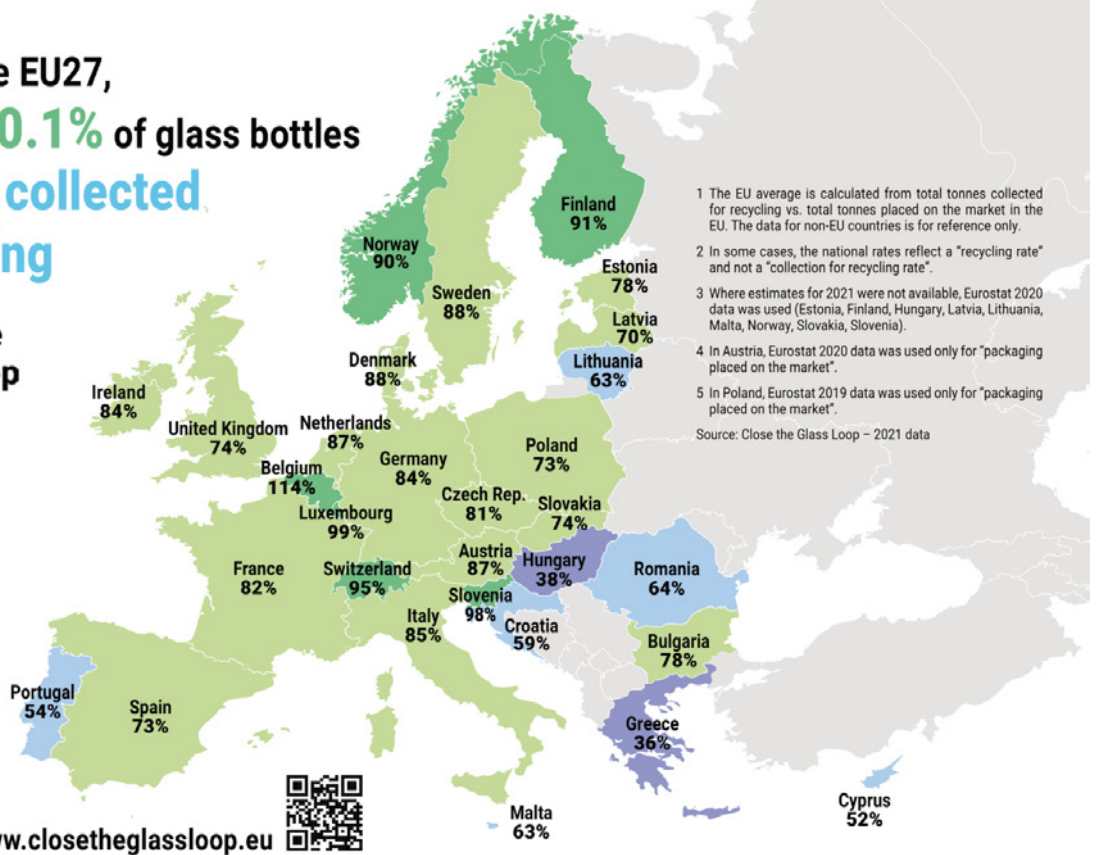 e EU27,
0.1% of glass bottles
collected
ng
e
p
Finland
91%
Norway
90%
Sweden
88%
Estonia
78%
Latvia
70%
Lithuania
63%
Denmark
88%
Ireland
84%
United Kingdom
74%
Netherlands
87%
Belgium
114%
Luxembourg
99%
Germany
84%
Poland
73%
Czech Rep.
81%
Slovakia
74%
France
82%
Switzerland
95%
Austria
87%
Hungary
38%
Romania
64%
Slovenia
98%
Croatia
59%
Italy
85%
Bulgaria
78%
Portugal
54%
Spain
73%
Greece
36%
Malta
63%
Cyprus
52%
1 The EU average is calculated from total tonnes collected
for recycling vs. total tonnes placed on the market in the
EU. The data for non-EU countries is for reference only.
2 In some cases, the national rates reflect a “recycling rate”
and not a “collection for recycling rate”.
3 Where estimates for 2021 were not available, Eurostat 2020
data was used (Estonia, Finland, Hungary, Latvia, Lithuania,
Malta, Norway, Slovakia, Slovenia).
4 In Austria, Eurostat 2020 data was used only for “packaging
placed on the market”.
5 In Poland, Eurostat 2019 data was used only for “packaging
placed on the market”.
Source: Close the Glass Loop – 2021 data
w.closetheglassloop.eu